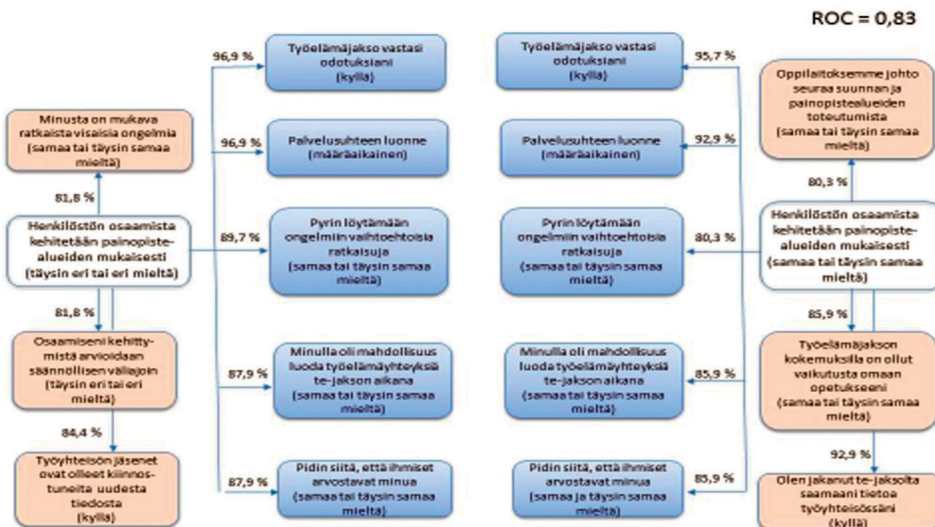 ROC = 0,83
Minusta on mukava
ratkaista visaisia ongelmia
(samaa tai täysin samaa
mieltä)
81,8 %
Henkilöstön osaamista
kehitetään painopiste-
alueiden mukaisesti
(täysin eri tai eri mieltä)
81,8 %
Osaamiseni kehitty-
mistä arvioidaan
säännöllisen väliajoin
(täysin eri tai eri
mieltä)
84,4 %
Työyhteisön jäsenet
ovat olleet kiinnos-
tuneita uudesta
tiedosta
(kyllä)
96,9 %
Työelämäjakso vastasi
odotuksiani
(kyllä)
96,9 %
Palvelusuhteen luonne
(määräaikainen)
89,7 %
Pyrin löytämään
ongelmiin vaihtoehtoisia
ratkaisuja
(samaa tai täysin samaa
mieltä)
87,9 %
Minulla oli mahdollisuus
luoda työelämäyhteyksiä
te-jakson aikana
(samaa tai täysin samaa
mieltä)
87,9 %
Pidin siitä, että ihmiset
arvostavat minua
(samaa tai täysin samaa
mieltä)
Työelämäjakso vastasi
odotuksiani
(kyllä)
95,7 %
Palvelusuhteen luonne
(määräaikainen)
92,9 %
Pyrin löytämään
ongelmiin vaihtoehtoisia
ratkaisuja
(samaa tai täysin samaa
mieltä)
80,3 %
Minulla oli mahdollisuus
luoda työelämäyhteyksiä
te-jakson aikana
(samaa tai täysin samaa
mieltä)
85,9 %
Pidin siitä, että ihmiset
arvostavat minua
(samaa ja täysin samaa
mieltä)
85,9 %
Oppilaitoksemme johto
seuraa suunnan ja
painopistealueiden
toteutumista
(samaa tai täysin samaa
mieltä)
80,3 %
Henkilöstön osaamista
kehitetään painopiste-
alueiden mukaisesti
(samaa tai täysin samaa
mieltä)
85,9 %
Työelämäjakson
kokemuksilla on ollut
vaikutusta omaan
opetukseeni
(samaa tai täysin samaa
mieltä)
92,9 %
Olen jakanut te-jaksolta
saamaani tietoa
työyhteisössäni
(kyllä)